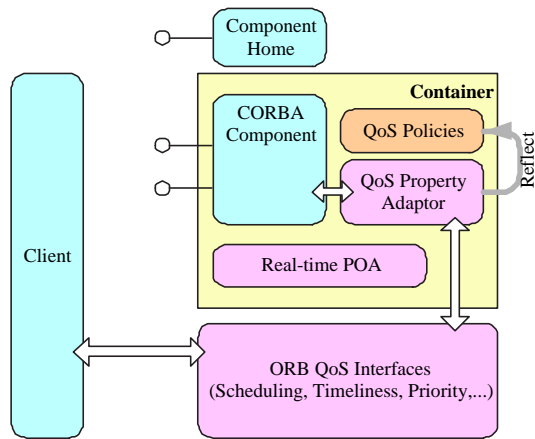 Component
Home
Container
CORBA
Component
QoS Policies
Reflect
QoS Property
Adaptor
Client
Real-time POA
ORB QoS Interfaces
(Scheduling, Timeliness, Priority,...)